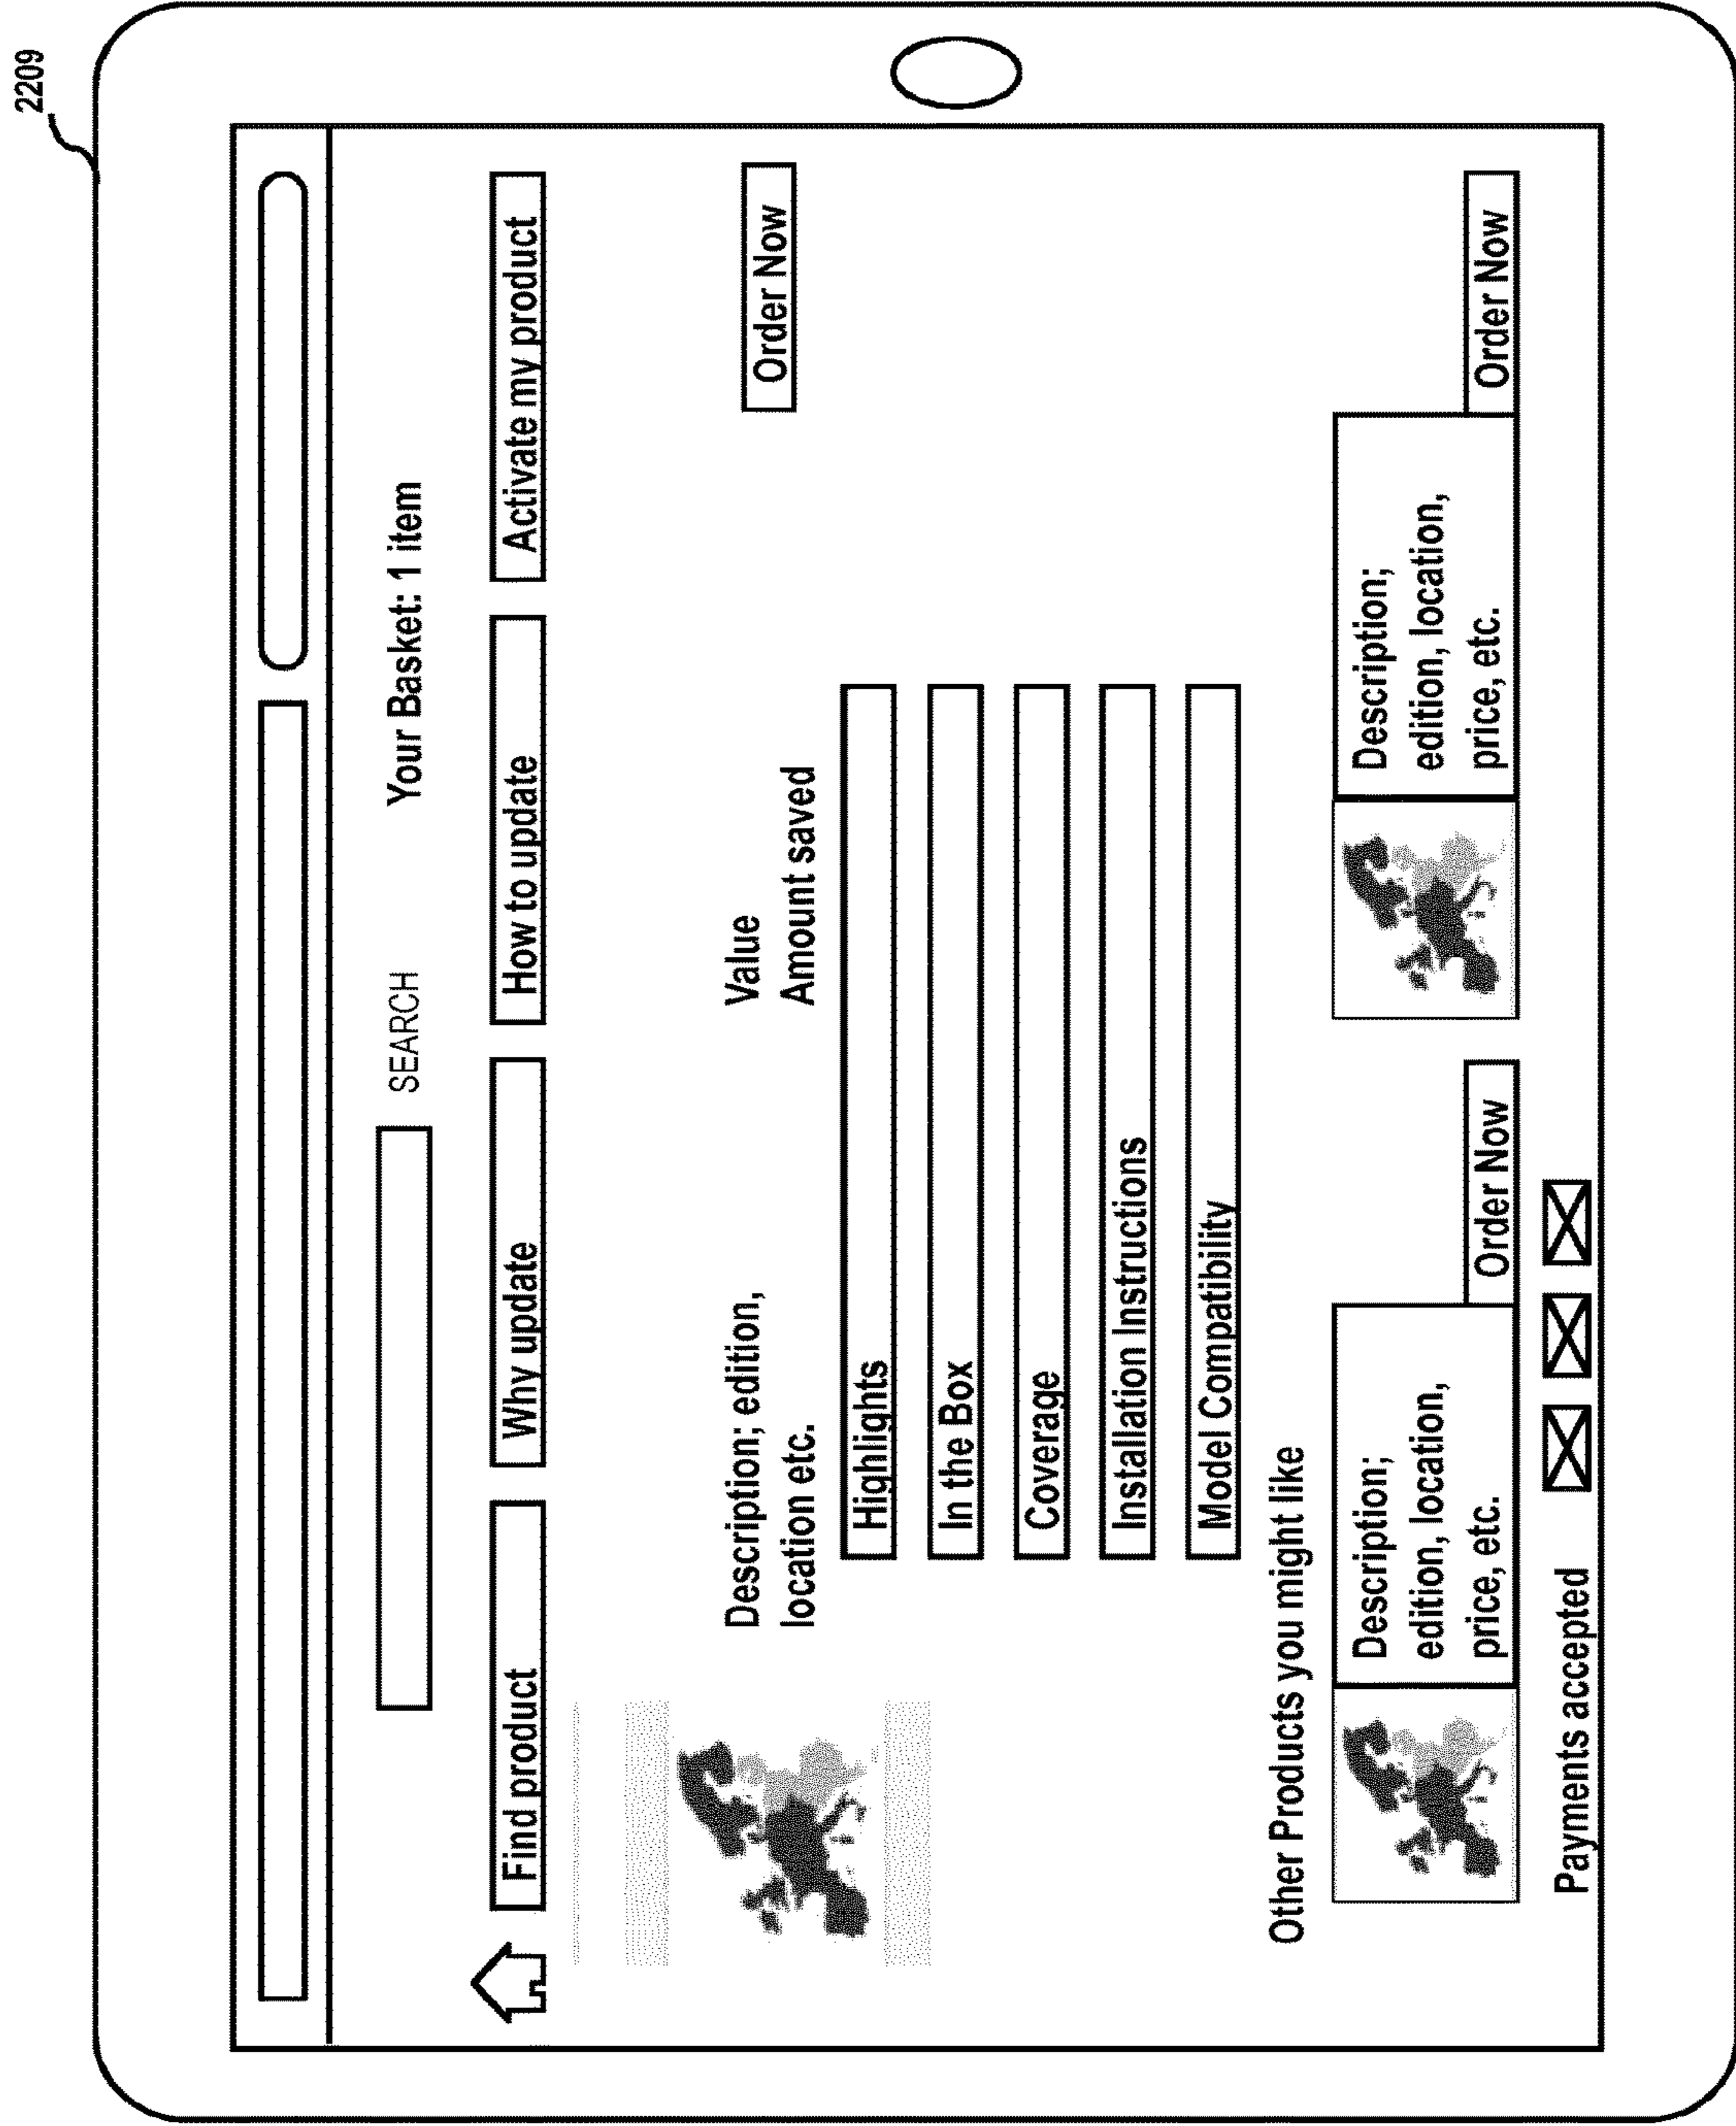 2209
SEARCH
Your Basket: 1 item
Find product
Why update
How to update
Activate my product
Description; edition,
location etc.
Value
Amount saved
Order Now
Highlights
In the Box
Coverage
Installation Instructions
Model Compatibility
Other Products you might like
Description;
edition, location,
price, etc.
Order Now
Description;
edition, location,
price, etc.
Order Now
Payments accepted